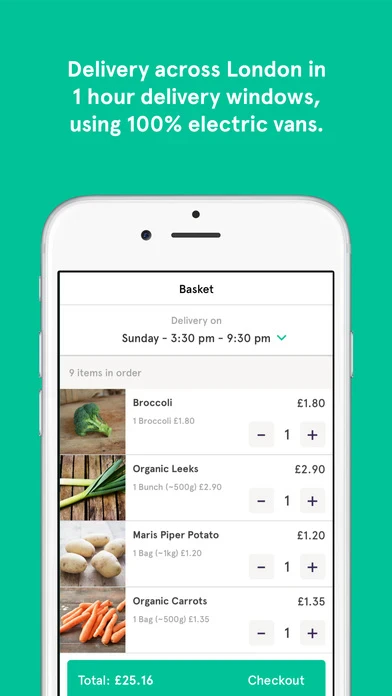 Delivery across London in
1 hour delivery windows,
using 100% electric vans.
Basket
Delivery on
Sunday - 3:30 pm - 9:30 pm
9 items in order
Broccoli £1.80
1 Broccoli £1.80
- 1 +
Organic Leeks £2.90
1 Bunch (~500g) £2.90
- 1 +
Maris Piper Potato £1.20
1 Bag (~1kg) £1.20
- 1 +
Organic Carrots £1.35
1 Bag (~500g) £1.35
- 1 +
Total: £25.16 Checkout